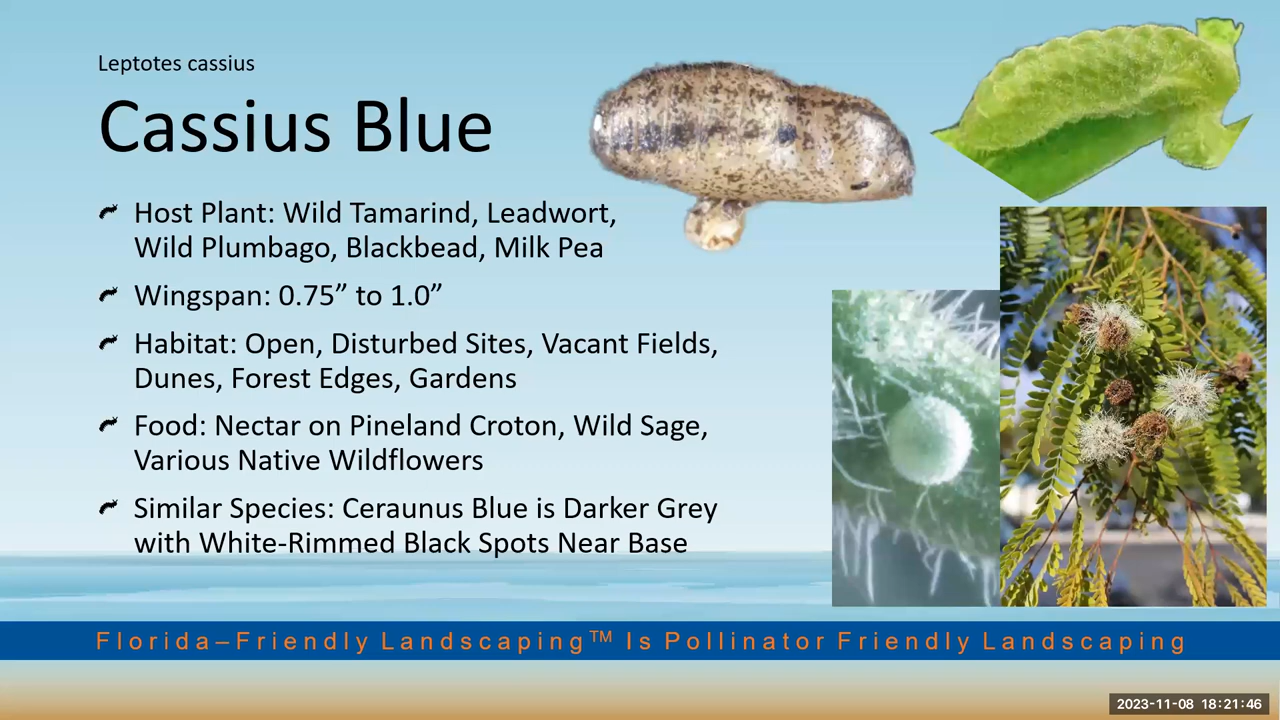 Leptotes cassius
Cassius Blue
Host Plant: Wild Tamarind, Leadwort,
Wild Plumbago, Blackbead, Milk Pea
Wingspan: 0.75” to 1.0”
Habitat: Open, Disturbed Sites, Vacant Fields,
Dunes, Forest Edges, Gardens
Food: Nectar on Pineland Croton, Wild Sage,
Various Native Wildflowers
Similar Species: Ceraunus Blue is Darker Grey
with White-Rimmed Black Spots Near Base
Florida–Friendly Landscaping™ Is Pollinator Friendly Landscaping
2023-11-08 18:21:46